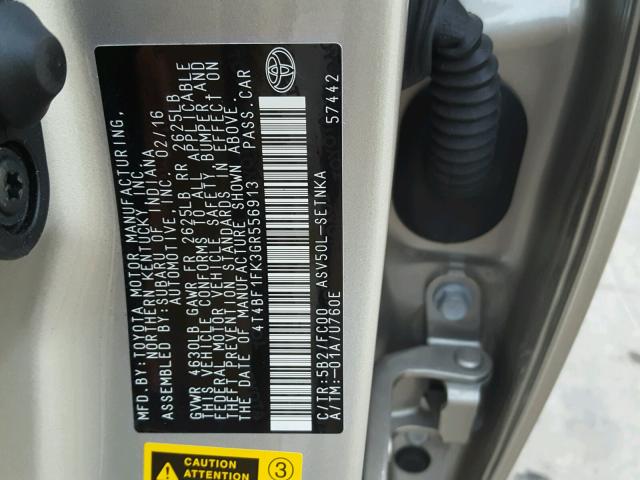 MFD.BY:TOYOTA MOTOR MANUFACTURING,
NORTHERN KENTUCKY INC.
ASSEMBLED BY:SUBARU OF INDIANA
AUTOMOTIVE, INC. 02/16
GVWR 4630LB GAWR FR 2625LB RR 2625LB
THIS VEHICLE CONFORMS TO ALL APPLICABLE
FEDERAL MOTOR VEHICLE SAFETY BUMPER, AND
THEFT PREVENTION STANDARDS IN EFFECT ON
THE DATE OF MANUFACTURE SHOWN ABOVE.
4T4BF1FK3GR556913 PASS.CAR
C/TR:5B2/FC00 ASV50L-SETNKA 57442
A/TM:-01A/U760E
CAUTION
ATTENTION
3